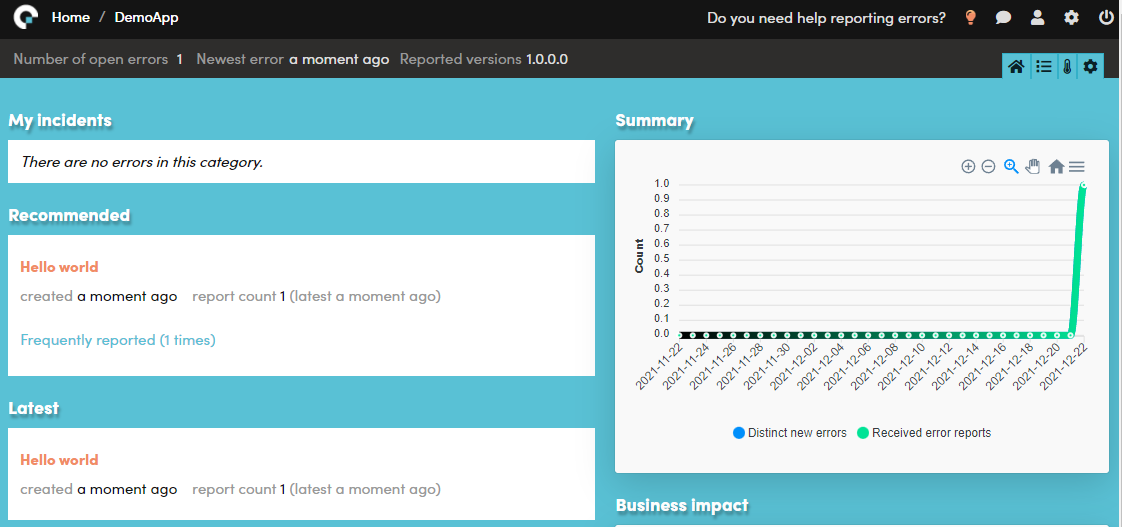 Home / DemoApp
Do you need help reporting errors?
Number of open errors 1 Newest error a moment ago Reported versions 1.0.0.0
My incidents
There are no errors in this category.
Recommended
Hello world
created a moment ago report count 1 (latest a moment ago)
Frequently reported (1 times)
Latest
Hello world
created a moment ago report count 1 (latest a moment ago)
Summary
Count
1.0
0.9
0.8
0.7
0.6
0.5
0.4
0.3
0.2
0.1
0.0
2021-11-22
2021-11-24
2021-11-26
2021-11-28
2021-11-30
2021-12-02
2021-12-04
2021-12-06
2021-12-08
2021-12-10
2021-12-12
2021-12-14
2021-12-16
2021-12-18
2021-12-20
2021-12-22
Distinct new errors
Received error reports
Business impact